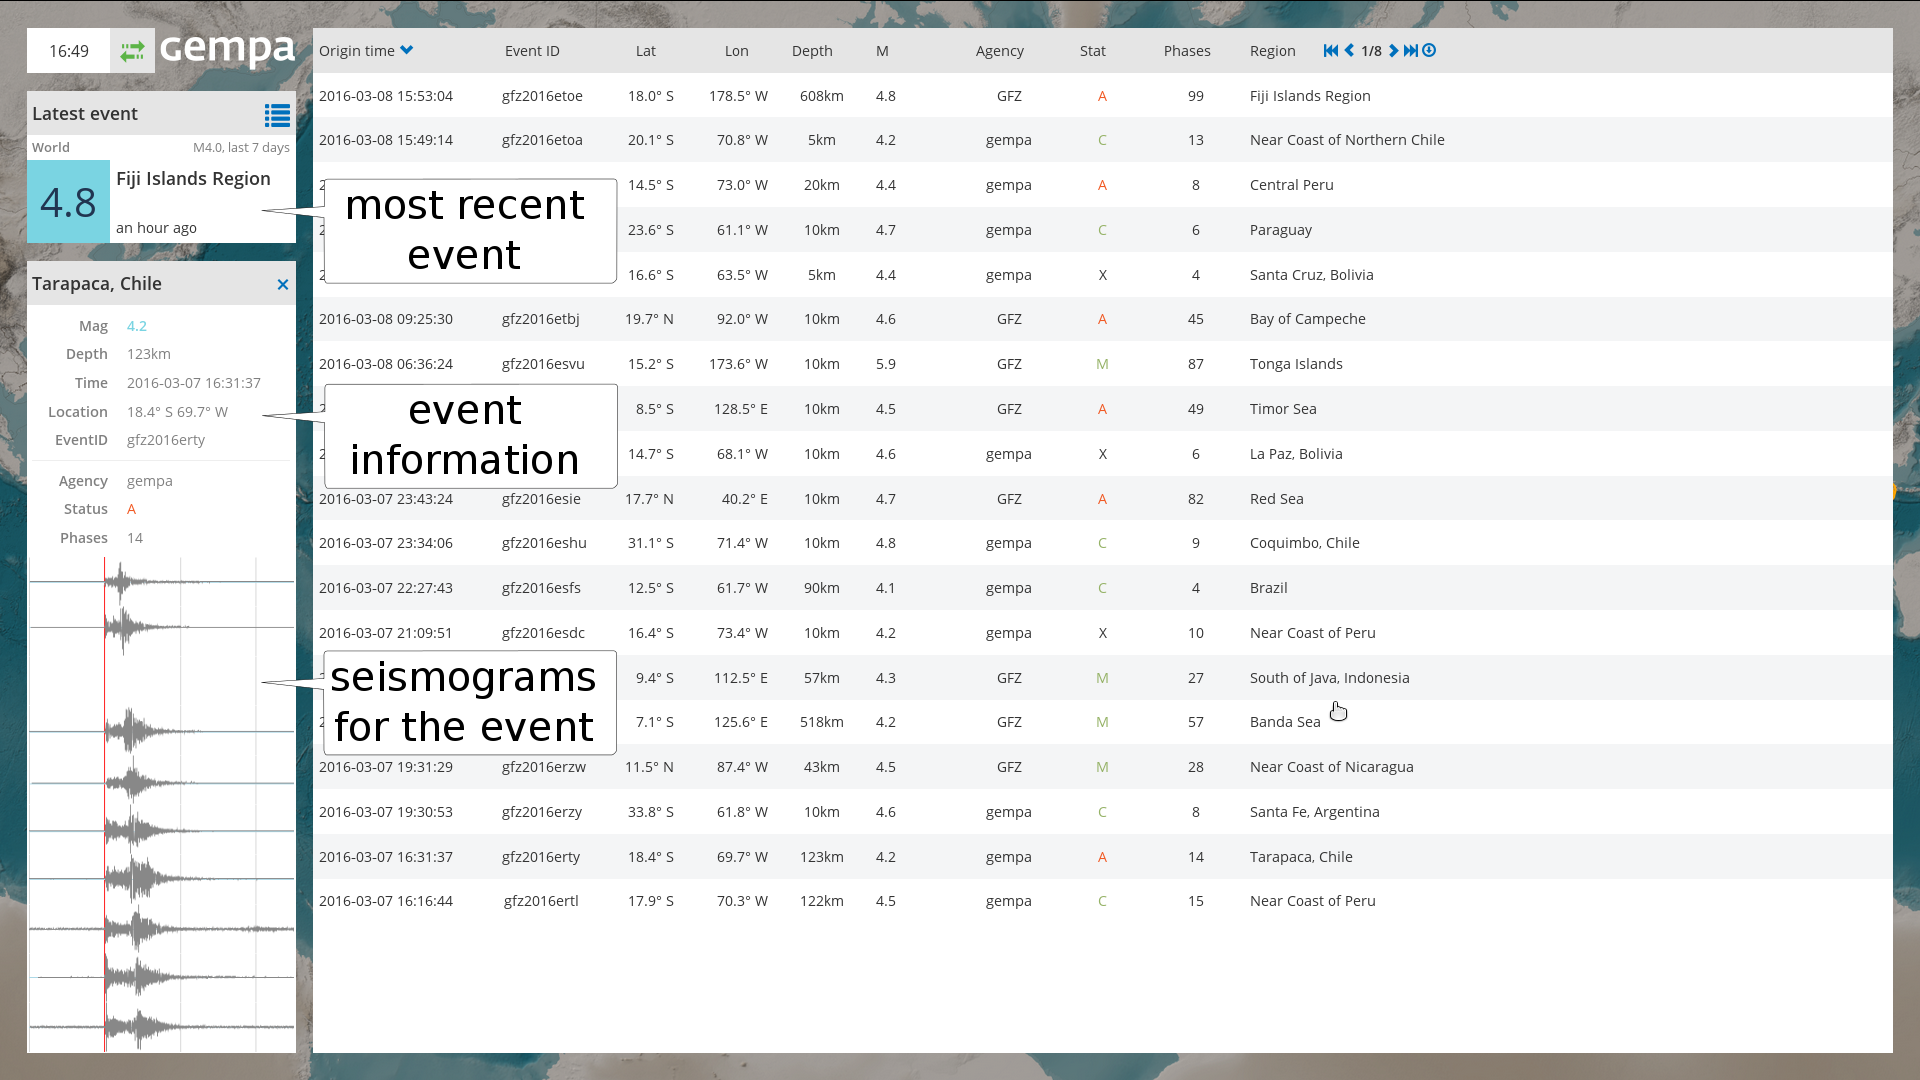 16:49
gempa
Latest event
World M4.0, last 7 days
4.8
Fiji Islands Region
an hour ago
Tarapaca, Chile
Mag 4.2
Depth 123km
Time 2016-03-07 16:31:37
Location 18.4° S 69.7° W
EventID gfz2016erty
Agency gempa
Status A
Phases 14
most recent
event
event
information
seismograms
for the event
Origin time Event ID Lat Lon Depth M Agency Stat Phases Region 1/8
2016-03-08 15:53:04 gfz2016etoe 18.0° S 178.5° W 608km 4.8 GFZ A 99 Fiji Islands Region
2016-03-08 15:49:14 gfz2016etoa 20.1° S 70.8° W 5km 4.2 gempa C 13 Near Coast of Northern Chile
14.5° S 73.0° W 20km 4.4 gempa A 8 Central Peru
23.6° S 61.1° W 10km 4.7 gempa C 6 Paraguay
16.6° S 63.5° W 5km 4.4 gempa X 4 Santa Cruz, Bolivia
2016-03-08 09:25:30 gfz2016etbj 19.7° N 92.0° W 10km 4.6 GFZ A 45 Bay of Campeche
2016-03-08 06:36:24 gfz2016esvu 15.2° S 173.6° W 10km 5.9 GFZ M 87 Tonga Islands
8.5° S 128.5° E 10km 4.5 GFZ A 49 Timor Sea
14.7° S 68.1° W 10km 4.6 gempa X 6 La Paz, Bolivia
2016-03-07 23:43:24 gfz2016esie 17.7° N 40.2° E 10km 4.7 GFZ A 82 Red Sea
2016-03-07 23:34:06 gfz2016eshu 31.1° S 71.4° W 10km 4.8 gempa C 9 Coquimbo, Chile
2016-03-07 22:27:43 gfz2016esfs 12.5° S 61.7° W 90km 4.1 gempa C 4 Brazil
2016-03-07 21:09:51 gfz2016esdc 16.4° S 73.4° W 10km 4.2 gempa X 10 Near Coast of Peru
9.4° S 112.5° E 57km 4.3 GFZ M 27 South of Java, Indonesia
7.1° S 125.6° E 518km 4.2 GFZ M 57 Banda Sea
2016-03-07 19:31:29 gfz2016erzw 11.5° N 87.4° W 43km 4.5 GFZ M 28 Near Coast of Nicaragua
2016-03-07 19:30:53 gfz2016erzy 33.8° S 61.8° W 10km 4.6 gempa C 8 Santa Fe, Argentina
2016-03-07 16:31:37 gfz2016erty 18.4° S 69.7° W 123km 4.2 gempa A 14 Tarapaca, Chile
2016-03-07 16:16:44 gfz2016ertl 17.9° S 70.3° W 122km 4.5 gempa C 15 Near Coast of Peru